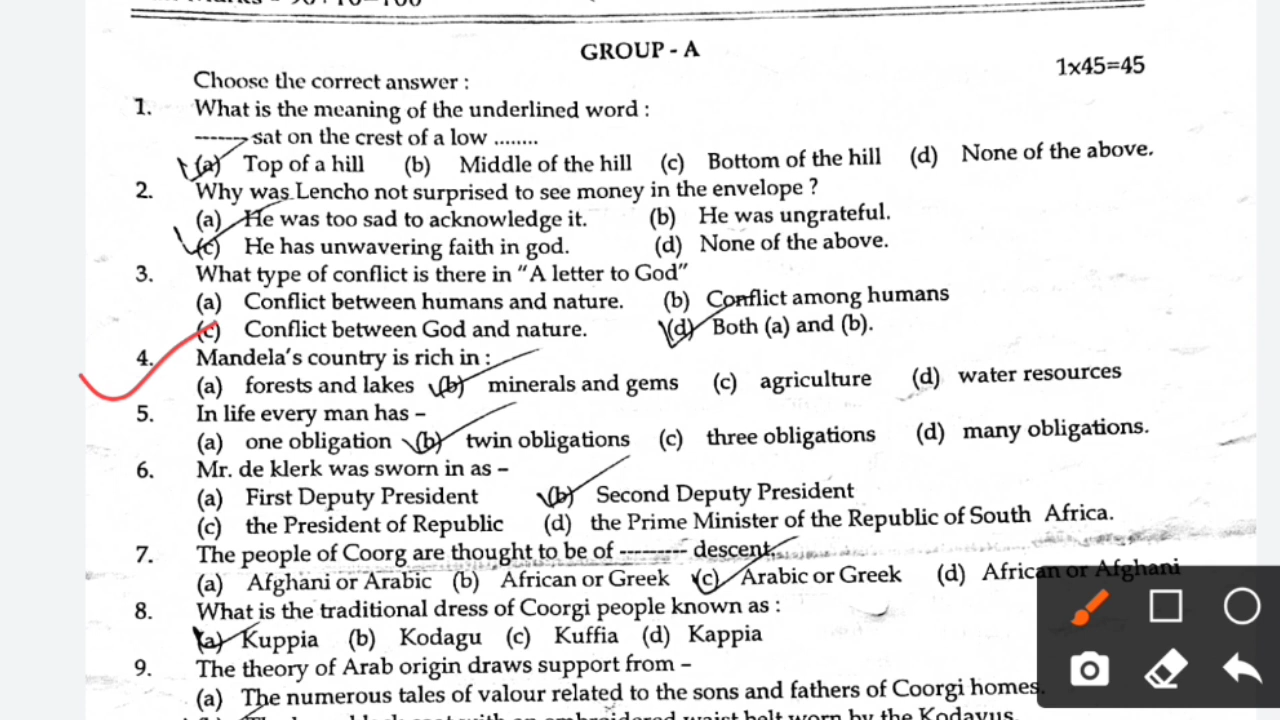 GROUP - A
1x45=45
Choose the correct answer :
1. What is the meaning of the underlined word :
------- sat on the crest of a low ........
(a) Top of a hill (b) Middle of the hill (c) Bottom of the hill (d) None of the above.
2. Why was Lencho not surprised to see money in the envelope ?
(a) He was too sad to acknowledge it. (b) He was ungrateful.
(c) He has unwavering faith in god. (d) None of the above.
3. What type of conflict is there in "A letter to God"
(a) Conflict between humans and nature. (b) Conflict among humans
(c) Conflict between God and nature. (d) Both (a) and (b).
4. Mandela's country is rich in :
(a) forests and lakes (b) minerals and gems (c) agriculture (d) water resources
5. In life every man has –
(a) one obligation (b) twin obligations (c) three obligations (d) many obligations.
6. Mr. de klerk was sworn in as –
(a) First Deputy President (b) Second Deputy President
(c) the President of Republic (d) the Prime Minister of the Republic of South Africa.
7. The people of Coorg are thought to be of --------- descent.
(a) Afghani or Arabic (b) African or Greek (c) Arabic or Greek (d) African or Afghani
8. What is the traditional dress of Coorgi people known as :
(a) Kuppia (b) Kodagu (c) Kuffia (d) Kappia
9. The theory of Arab origin draws support from –
(a) The numerous tales of valour related to the sons and fathers of Coorgi homes.
embroidered waist belt worn by the Kodavus.